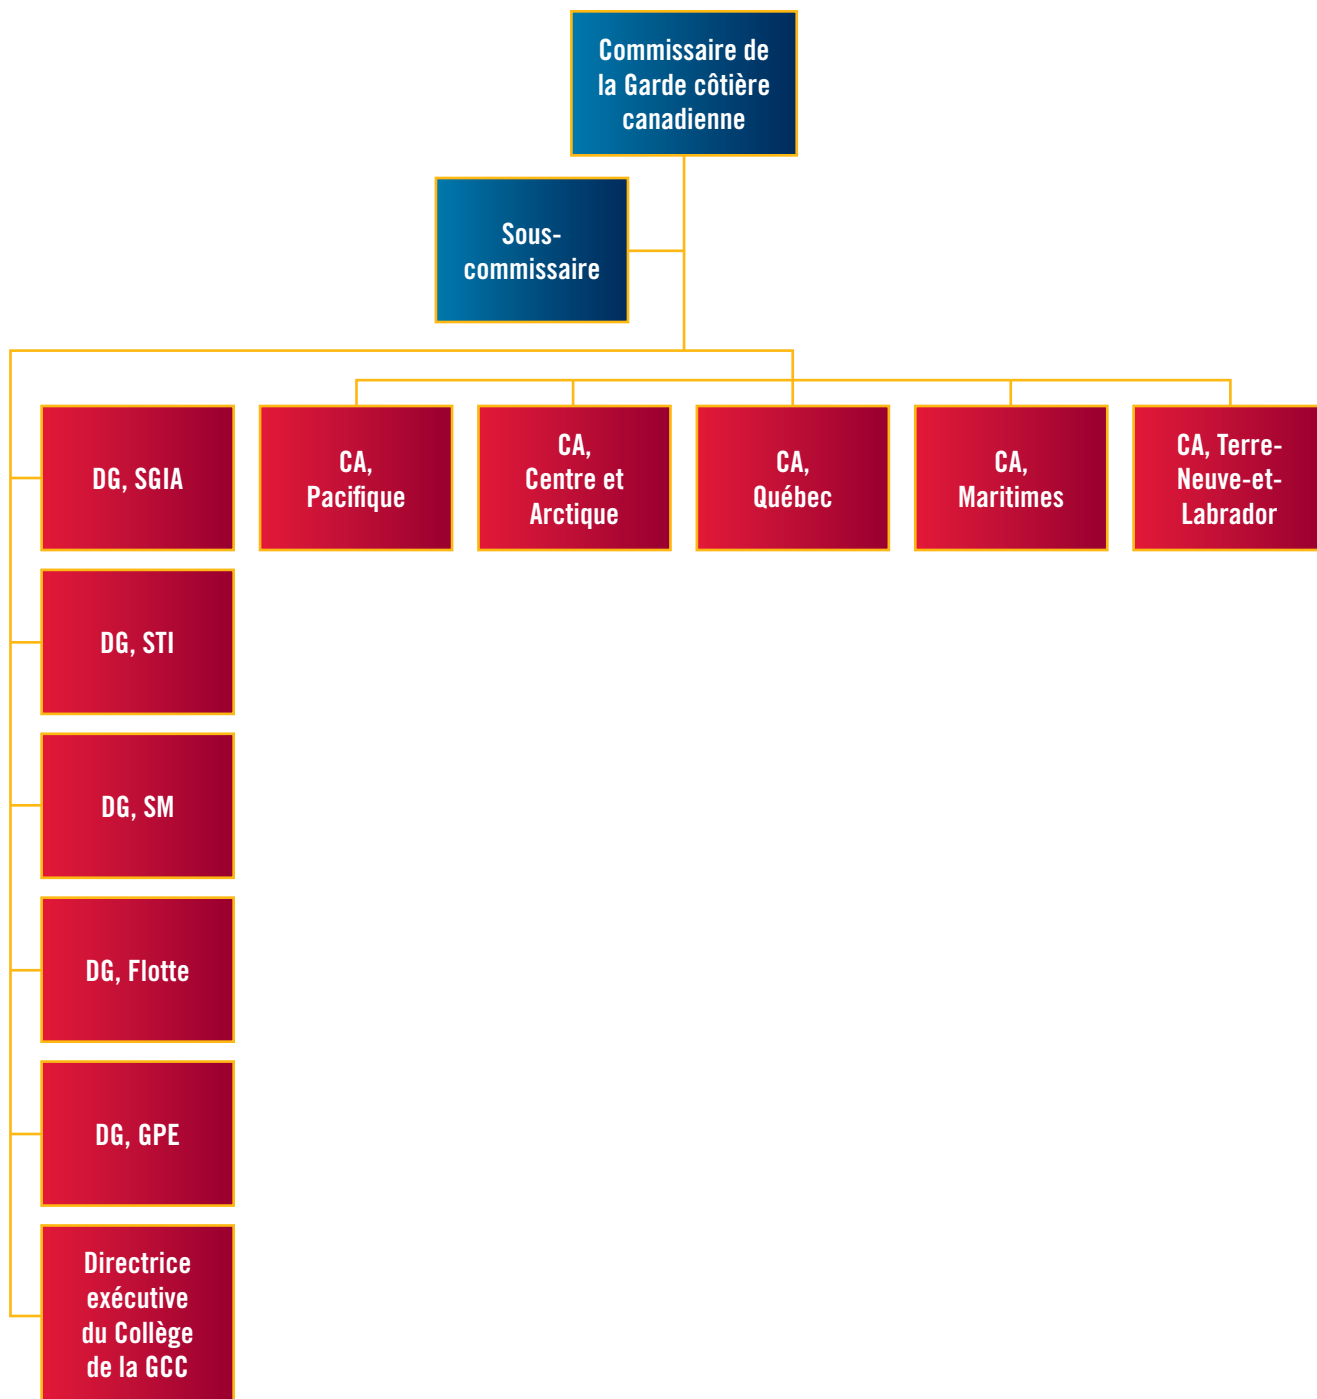 Commissaire de
la Garde côtière
canadienne
Sous-
commissaire
DG, SGIA
CA,
Pacifique
CA,
Centre et
Arctique
CA,
Québec
CA,
Maritimes
CA, Terre-
Neuve-et-
Labrador
DG, STI
DG, SM
DG, Flotte
DG, GPE
Directrice
exécutive
du Collège
de la GCC